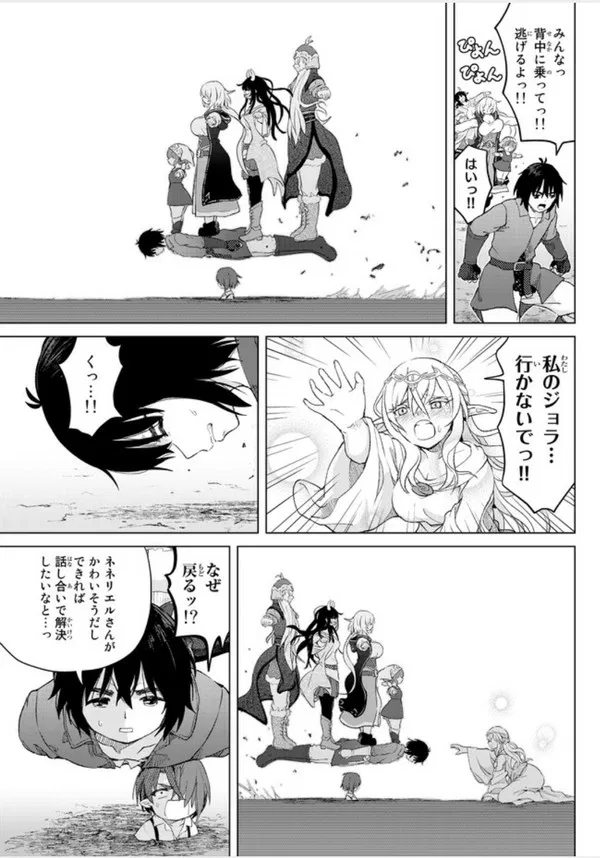 みんなっ
背中に乗ってっ!!
逃げるよっ!!
ぴょん
ぴょん
はいっ!!
私のジョラ…
行かないでっ!!
くっ…!!
なぜ
戻るッ!?
ネネリエルさんが
かわいそうだし
できれば
話し合いで解決
したいなと…っ